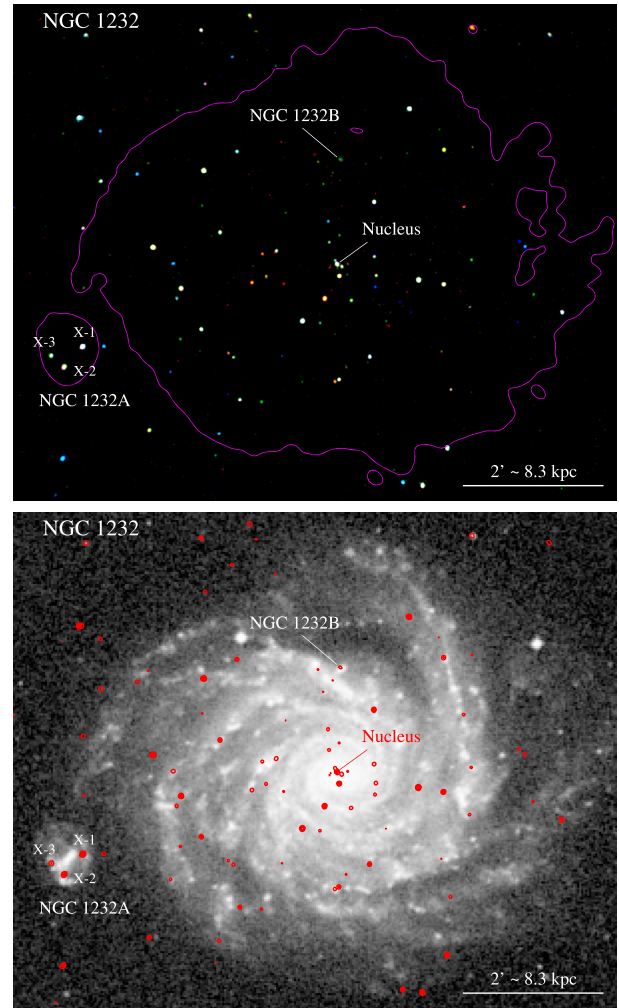 NGC 1232
NGC 1232B
Nucleus
X-1
X-3
X-2
NGC 1232A
2' ~ 8.3 kpc
NGC 1232
NGC 1232B
Nucleus
X-1
X-3
X-2
NGC 1232A
2' ~ 8.3 kpc